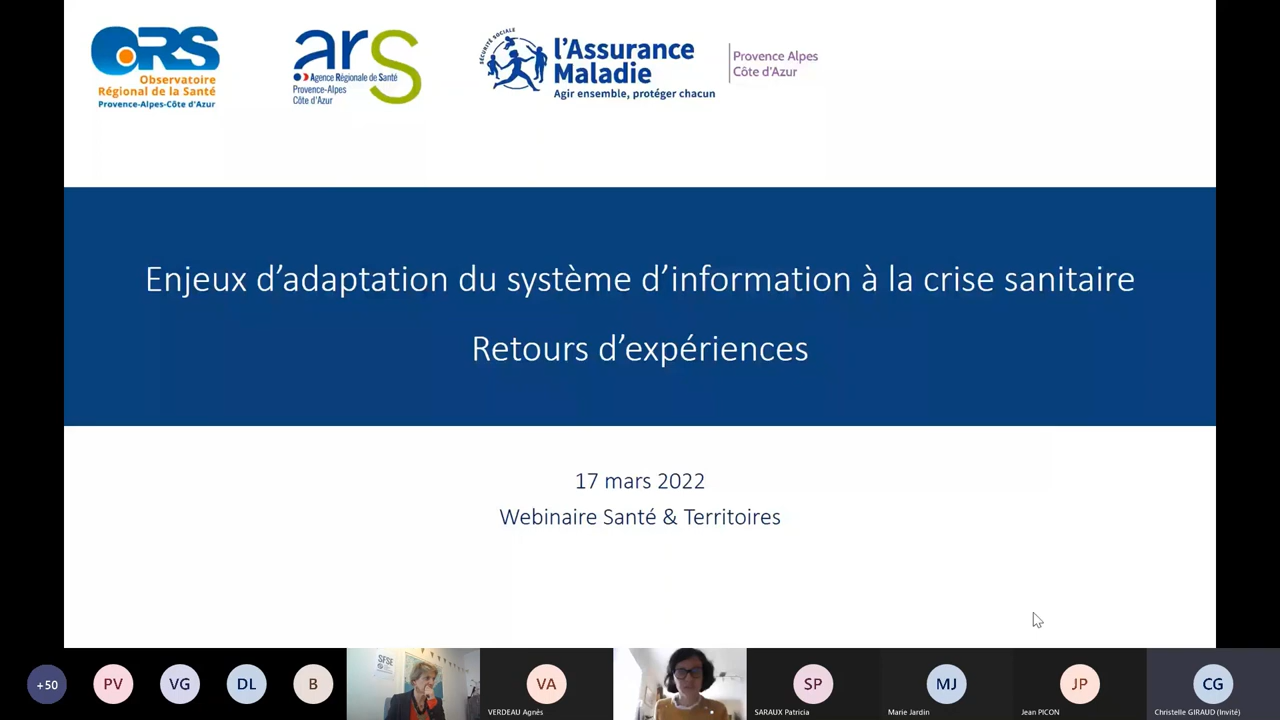 ORS
Observatoire
Régional de la Santé
Provence-Alpes-Côte d'Azur
ars
Agence Régionale de Santé
Provence-Alpes
Côte d'Azur
SÉCURITÉ SOCIALE
l'Assurance
Maladie
Agir ensemble, protéger chacun
Provence Alpes
Côte d'Azur
Enjeux d'adaptation du système d'information à la crise sanitaire
Retours d'expériences
17 mars 2022
Webinaire Santé & Territoires
+50
PV
VG
DL
B
SFSE
VA
VERDEAU Agnès
SP
SARAUX Patricia
MJ
Marie Jardin
JP
Jean PICON
CG
Christelle GIRAUD (Invité)